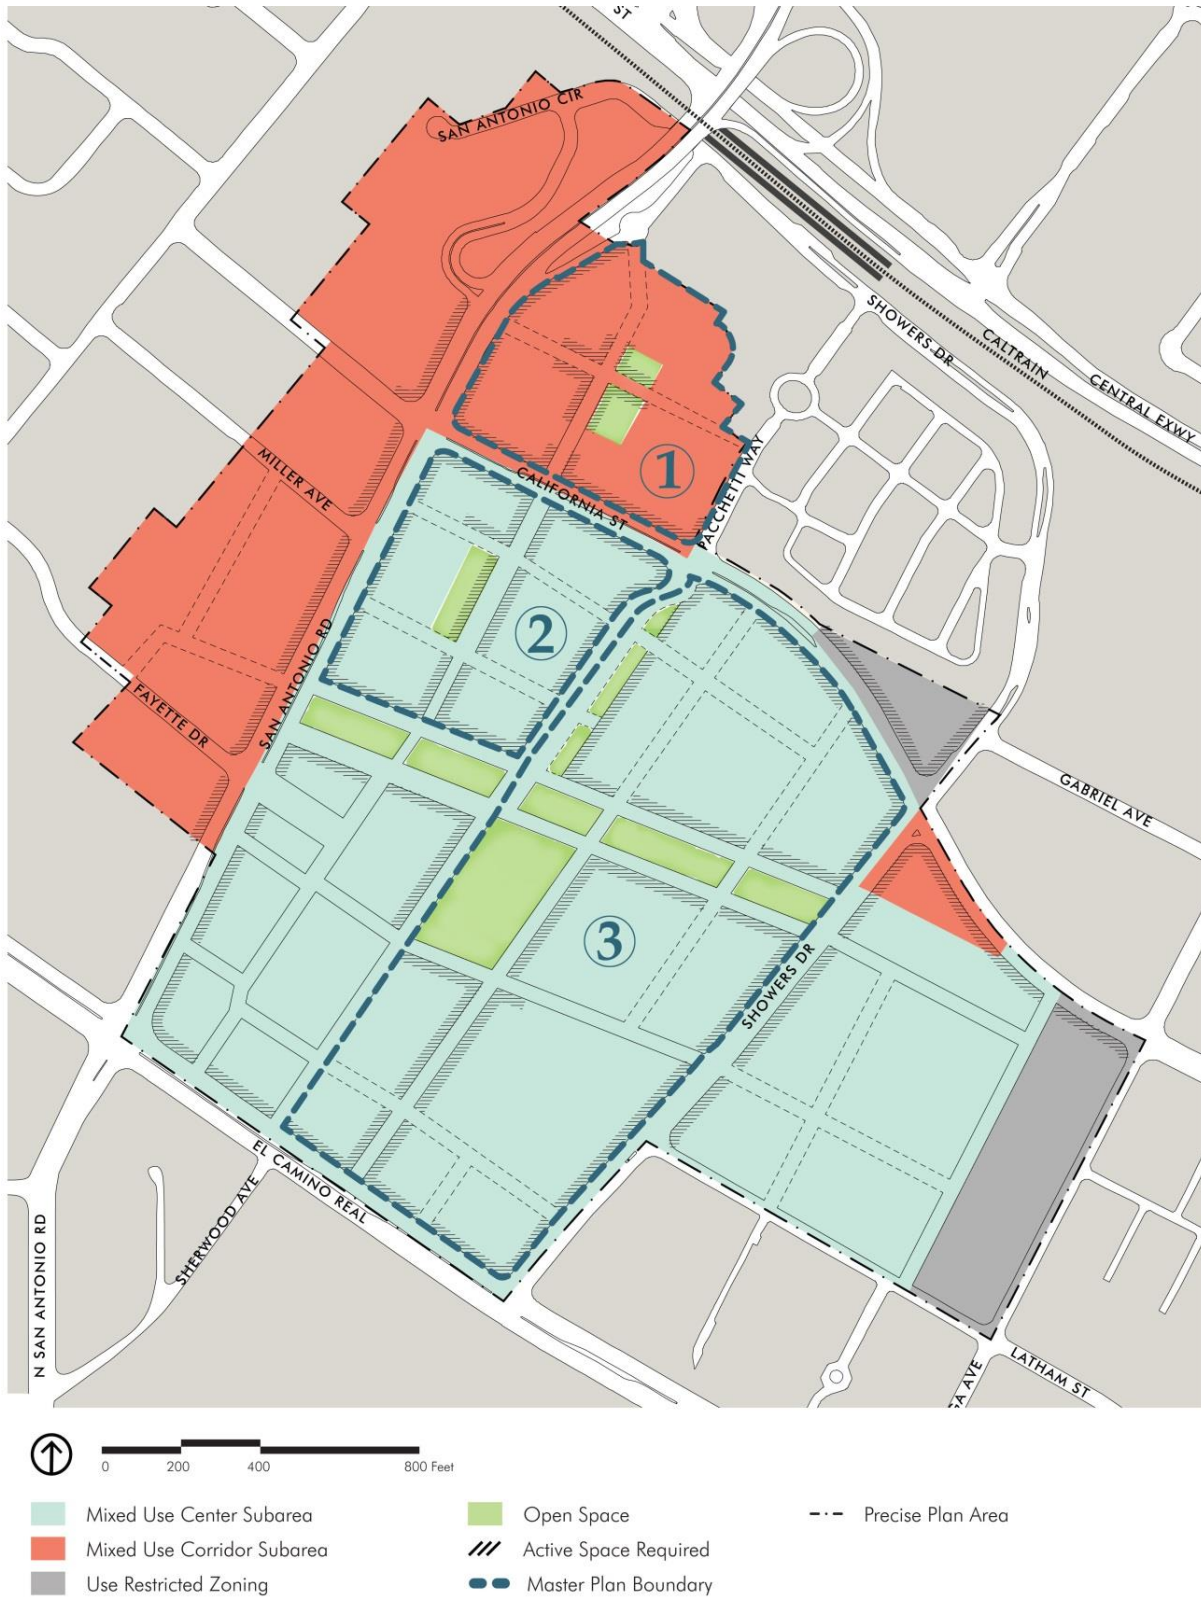 ST
SAN ANTONIO CIR
SHOWERS DR
CALTRAIN
CENTRAL EXWY
1
PACCHETTI WAY
CALIFORNIA ST
MILLER AVE
2
SAN ANTONIO RD
FAYETTE DR
GABRIEL AVE
3
SHOWERS DR
EL CAMINO REAL
SHERWOOD AVE
N SAN ANTONIO RD
LATHAM ST
GA AVE
0 200 400 800 Feet
Mixed Use Center Subarea
Mixed Use Corridor Subarea
Use Restricted Zoning
Open Space
Active Space Required
Master Plan Boundary
Precise Plan Area